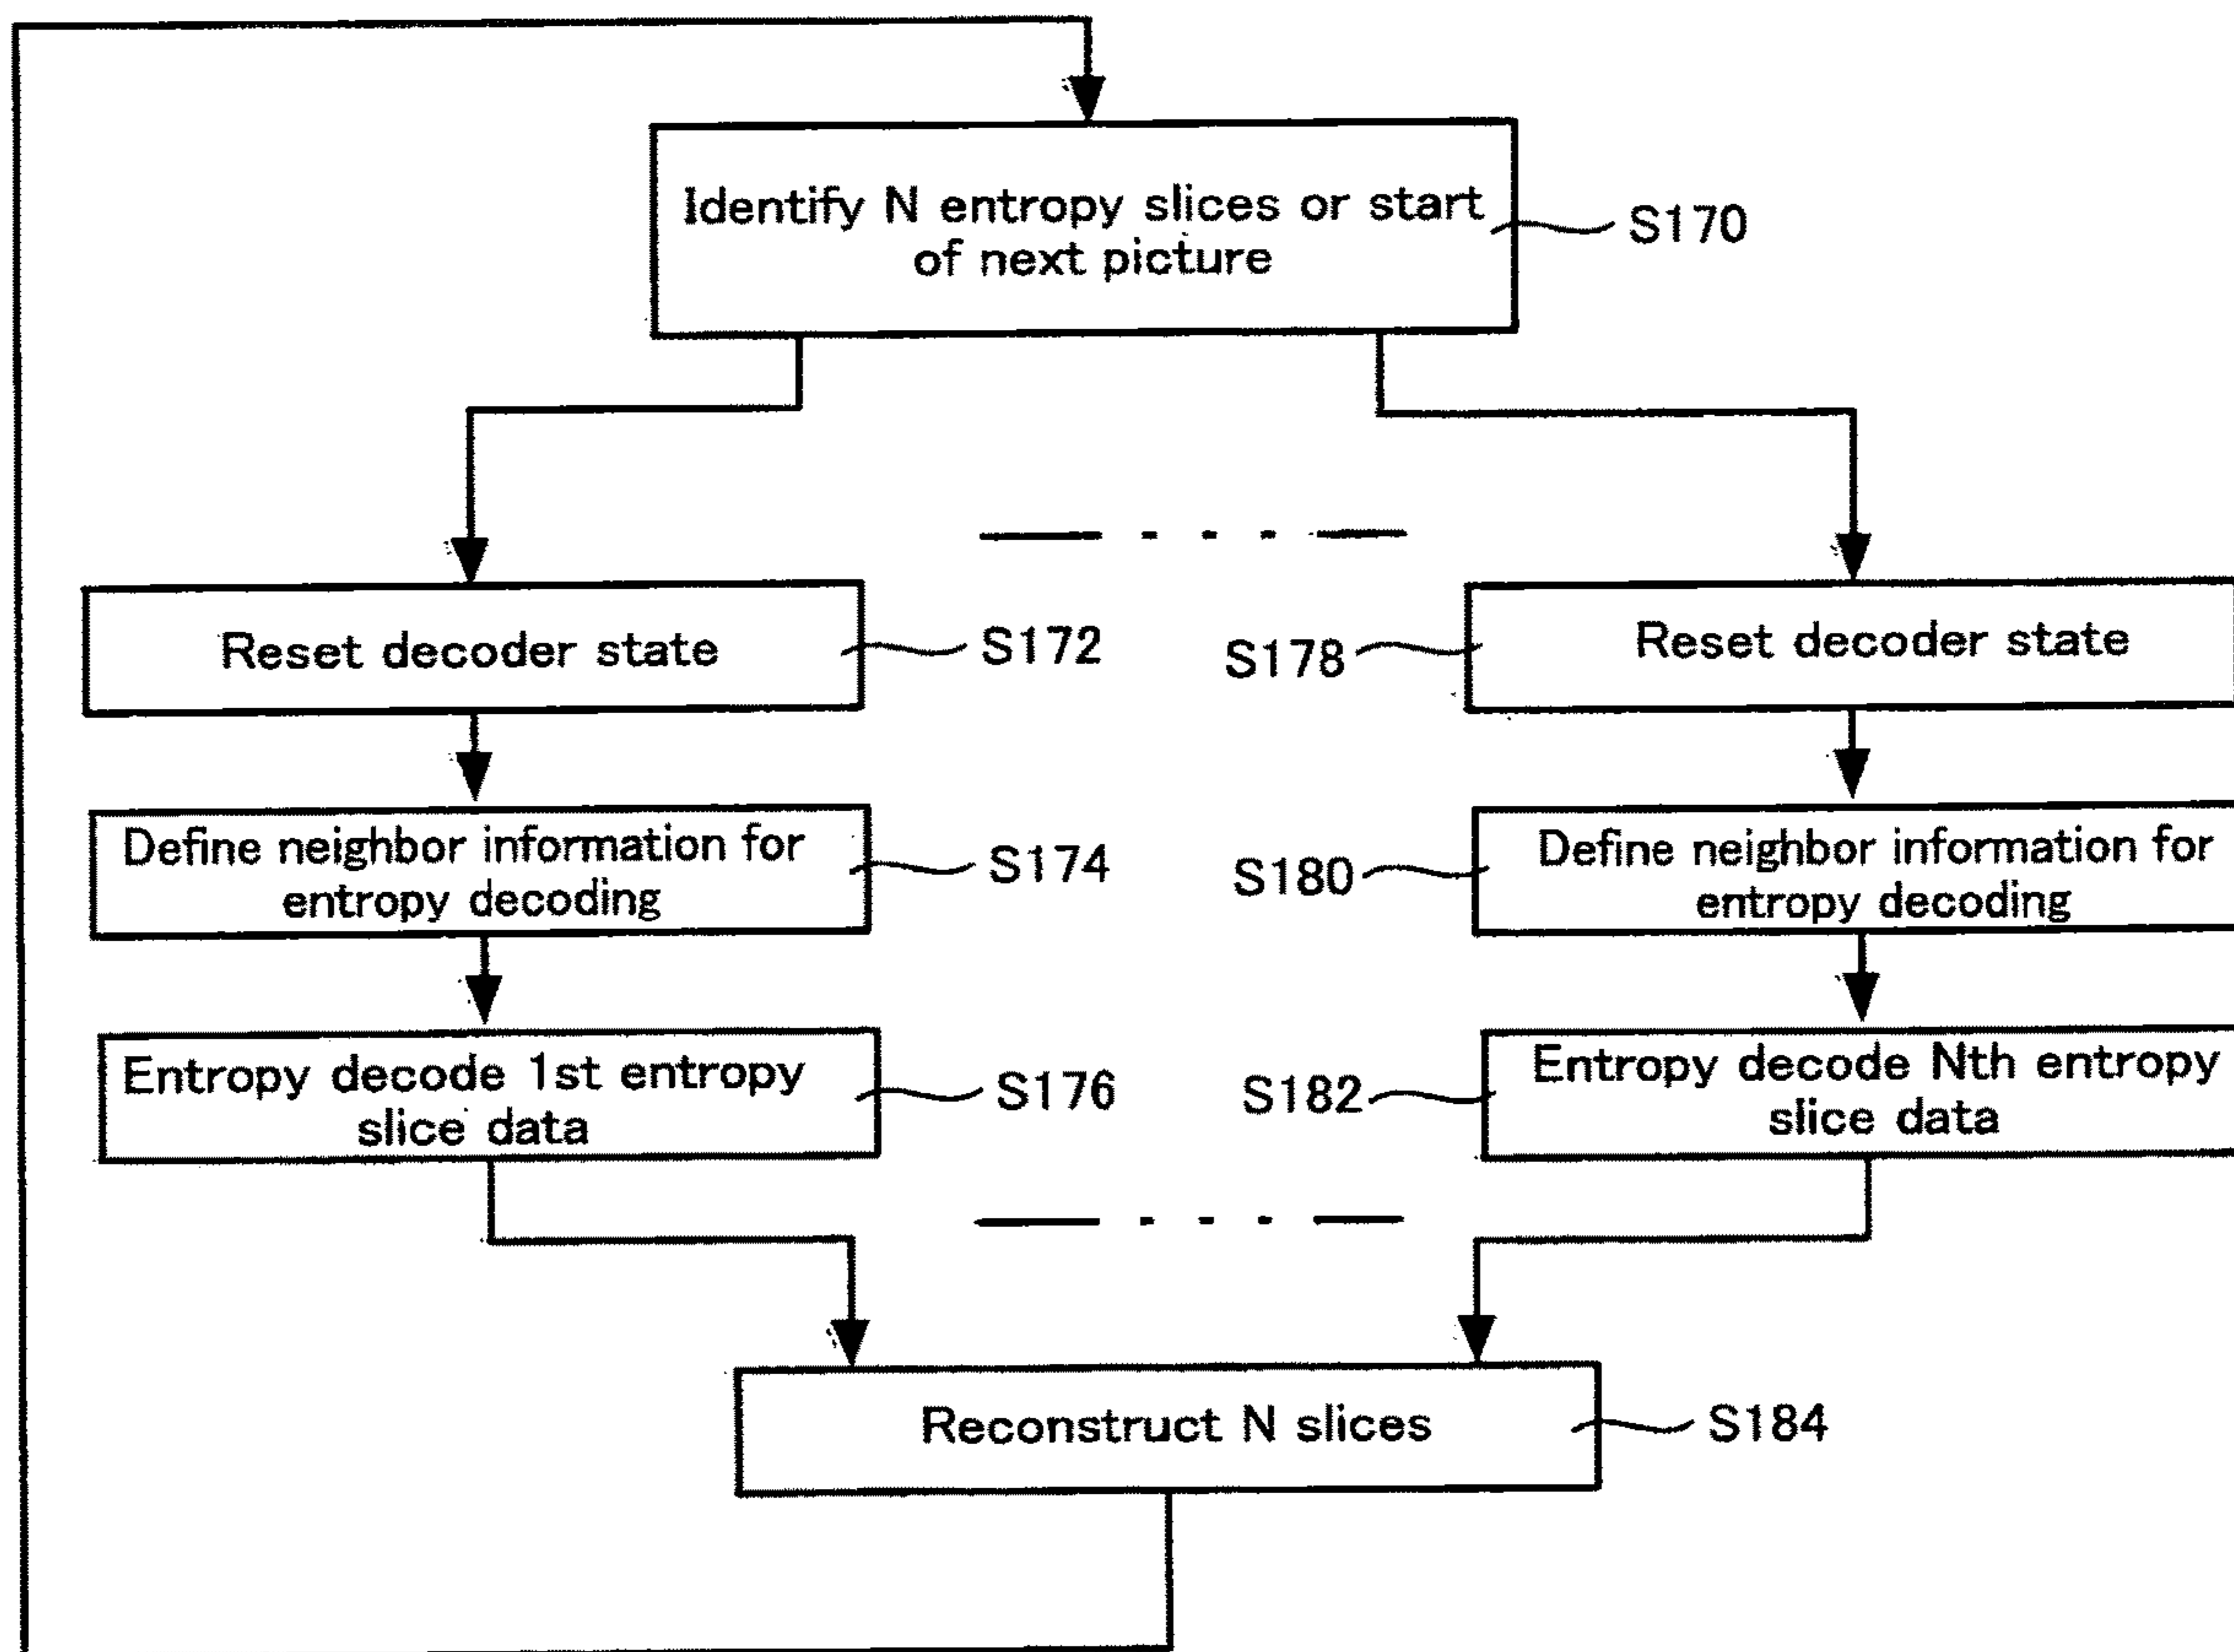 Identify N entropy slices or start
of next picture
S170
Reset decoder state
S172
S178
Reset decoder state
Define neighbor information for
entropy decoding
S174
S180
Define neighbor information for
entropy decoding
Entropy decode 1st entropy
slice data
S176
S182
Entropy decode Nth entropy
slice data
Reconstruct N slices
S184